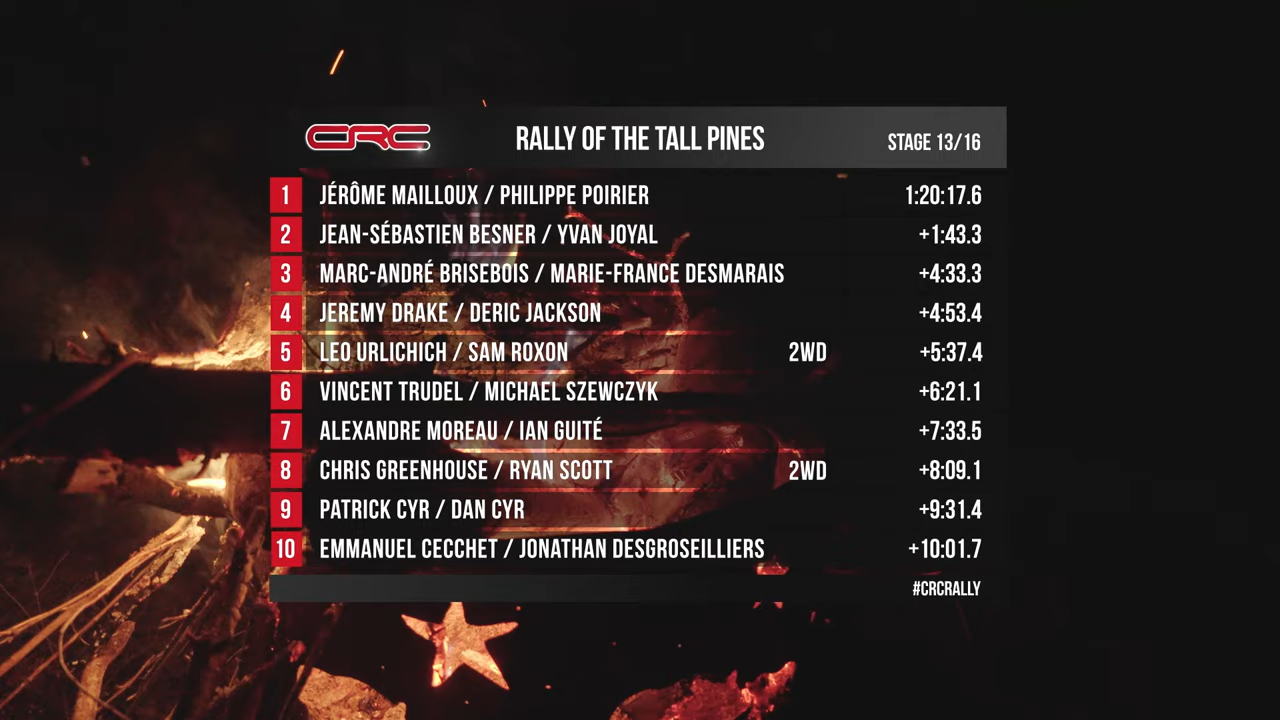 CRC
RALLY OF THE TALL PINES
STAGE 13/16
1 JÉRÔME MAILLOUX / PHILIPPE POIRIER 1:20:17.6
2 JEAN-SÉBASTIEN BESNER / YVAN JOYAL +1:43.3
3 MARC-ANDRÉ BRISEBOIS / MARIE-FRANCE DESMARAIS +4:33.3
4 JEREMY DRAKE / DERIC JACKSON +4:53.4
5 LEO URLICHICH / SAM ROXON 2WD +5:37.4
6 VINCENT TRUDEL / MICHAEL SZEWCZYK +6:21.1
7 ALEXANDRE MOREAU / IAN GUITÉ +7:33.5
8 CHRIS GREENHOUSE / RYAN SCOTT 2WD +8:09.1
9 PATRICK CYR / DAN CYR +9:31.4
10 EMMANUEL CECCHET / JONATHAN DESGROSEILLIERS +10:01.7
#CRCRALLY